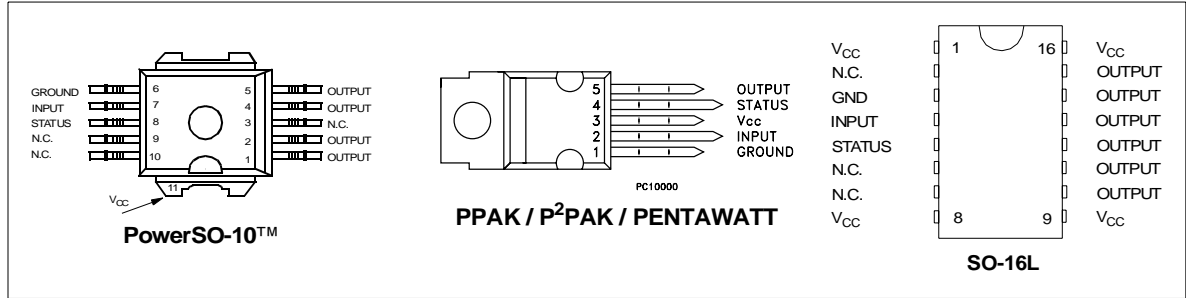 GROUND 6 5 OUTPUT
INPUT 7 4 OUTPUT
STATUS 8 3 N.C.
N.C. 9 2 OUTPUT
N.C. 10 1 OUTPUT
11
VCC
PowerSO-10™
5 OUTPUT
4 STATUS
3 Vcc
2 INPUT
1 GROUND
PC10000
PPAK / P²PAK / PENTAWATT
VCC 1 16 VCC
N.C. OUTPUT
GND OUTPUT
INPUT OUTPUT
STATUS OUTPUT
N.C. OUTPUT
N.C. OUTPUT
VCC 8 9 VCC
SO-16L